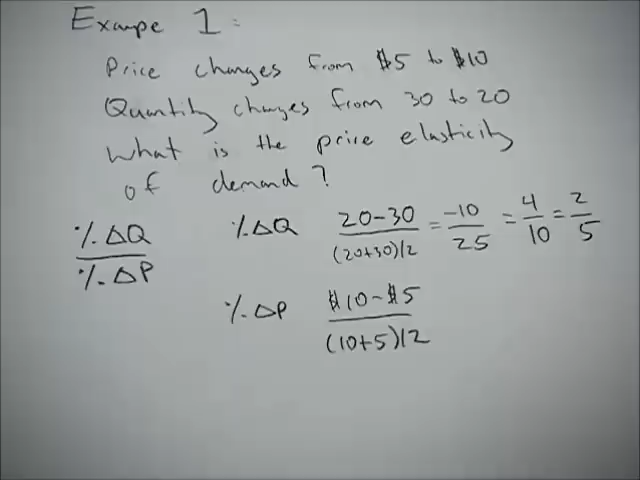 Exampe 1:
Price changes from $5 to $10
Quantity changes from 30 to 20
What is the price elasticity
of demand?
%ΔQ / %ΔP
%ΔQ (20-30) / ((20+30)/2) = -10/25 = 4/10 = 2/5
%ΔP ($10-$5) / ((10+5)/2)